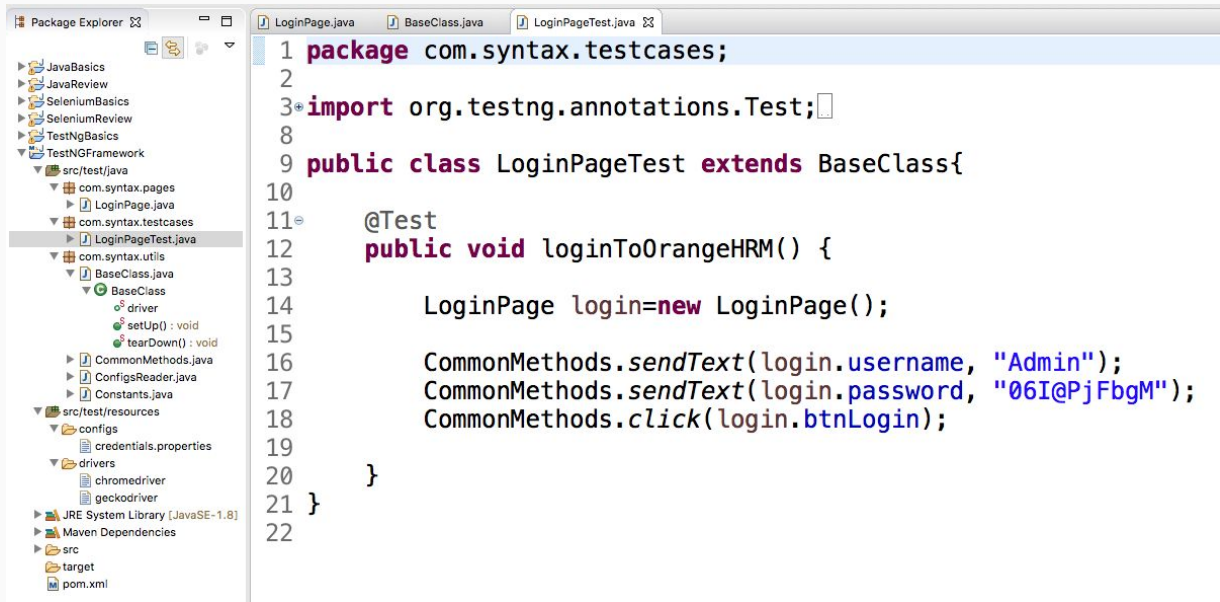 Package Explorer
JavaBasics
JavaReview
SeleniumBasics
SeleniumReview
TestNgBasics
TestNGFramework
src/test/java
com.syntax.pages
LoginPage.java
com.syntax.testcases
LoginPageTest.java
com.syntax.utils
BaseClass.java
BaseClass
driver
setUp() : void
tearDown() : void
CommonMethods.java
ConfigsReader.java
Constants.java
src/test/resources
configs
credentials.properties
drivers
chromedriver
geckodriver
JRE System Library [JavaSE-1.8]
Maven Dependencies
src
target
pom.xml
LoginPage.java BaseClass.java LoginPageTest.java
1 package com.syntax.testcases;
2
3 import org.testng.annotations.Test;
8
9 public class LoginPageTest extends BaseClass{
10
11 @Test
12 public void loginToOrangeHRM() {
13
14 LoginPage login=new LoginPage();
15
16 CommonMethods.sendText(login.username, "Admin");
17 CommonMethods.sendText(login.password, "06I@PjFbgM");
18 CommonMethods.click(login.btnLogin);
19
20 }
21 }
22